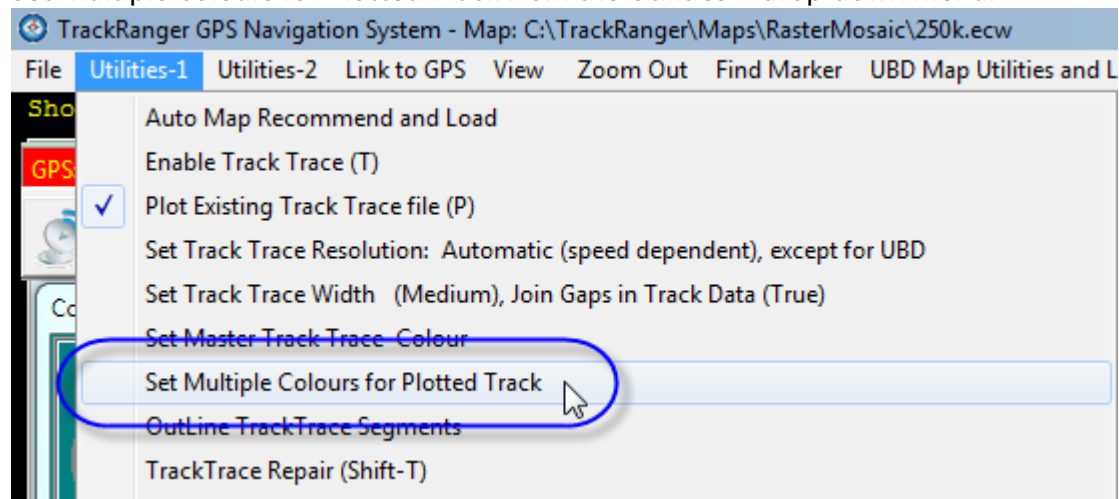 TrackRanger GPS Navigation System - Map: C:\TrackRanger\Maps\RasterMosaic\250k.ecw
File Utilities-1 Utilities-2 Link to GPS View Zoom Out Find Marker UBD Map Utilities and L
Sho
Auto Map Recommend and Load
GPS
Enable Track Trace (T)
Plot Existing Track Trace file (P)
Set Track Trace Resolution: Automatic (speed dependent), except for UBD
Set Track Trace Width (Medium), Join Gaps in Track Data (True)
Set Master Track Trace Colour
Set Multiple Colours for Plotted Track
OutLine TrackTrace Segments
TrackTrace Repair (Shift-T)